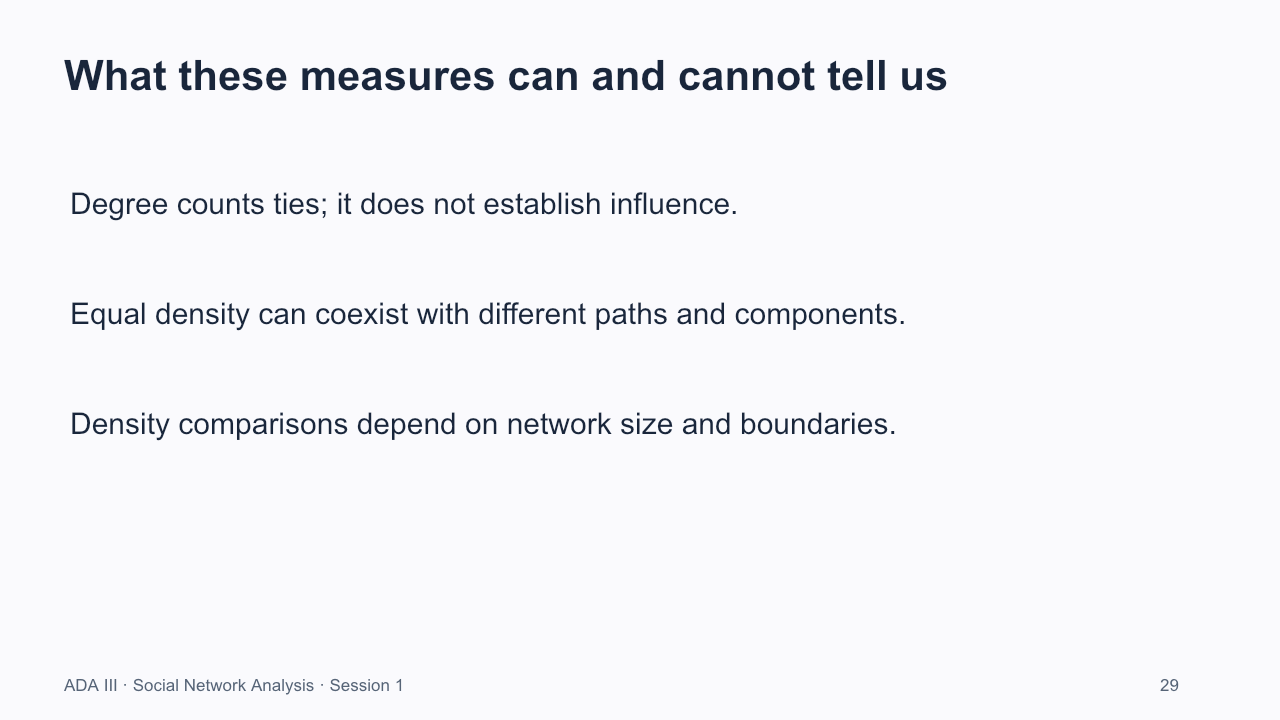 What these measures can and cannot tell us
Degree counts ties; it does not establish influence.
Equal density can coexist with different paths and components.
Density comparisons depend on network size and boundaries.
ADA III · Social Network Analysis · Session 1
29